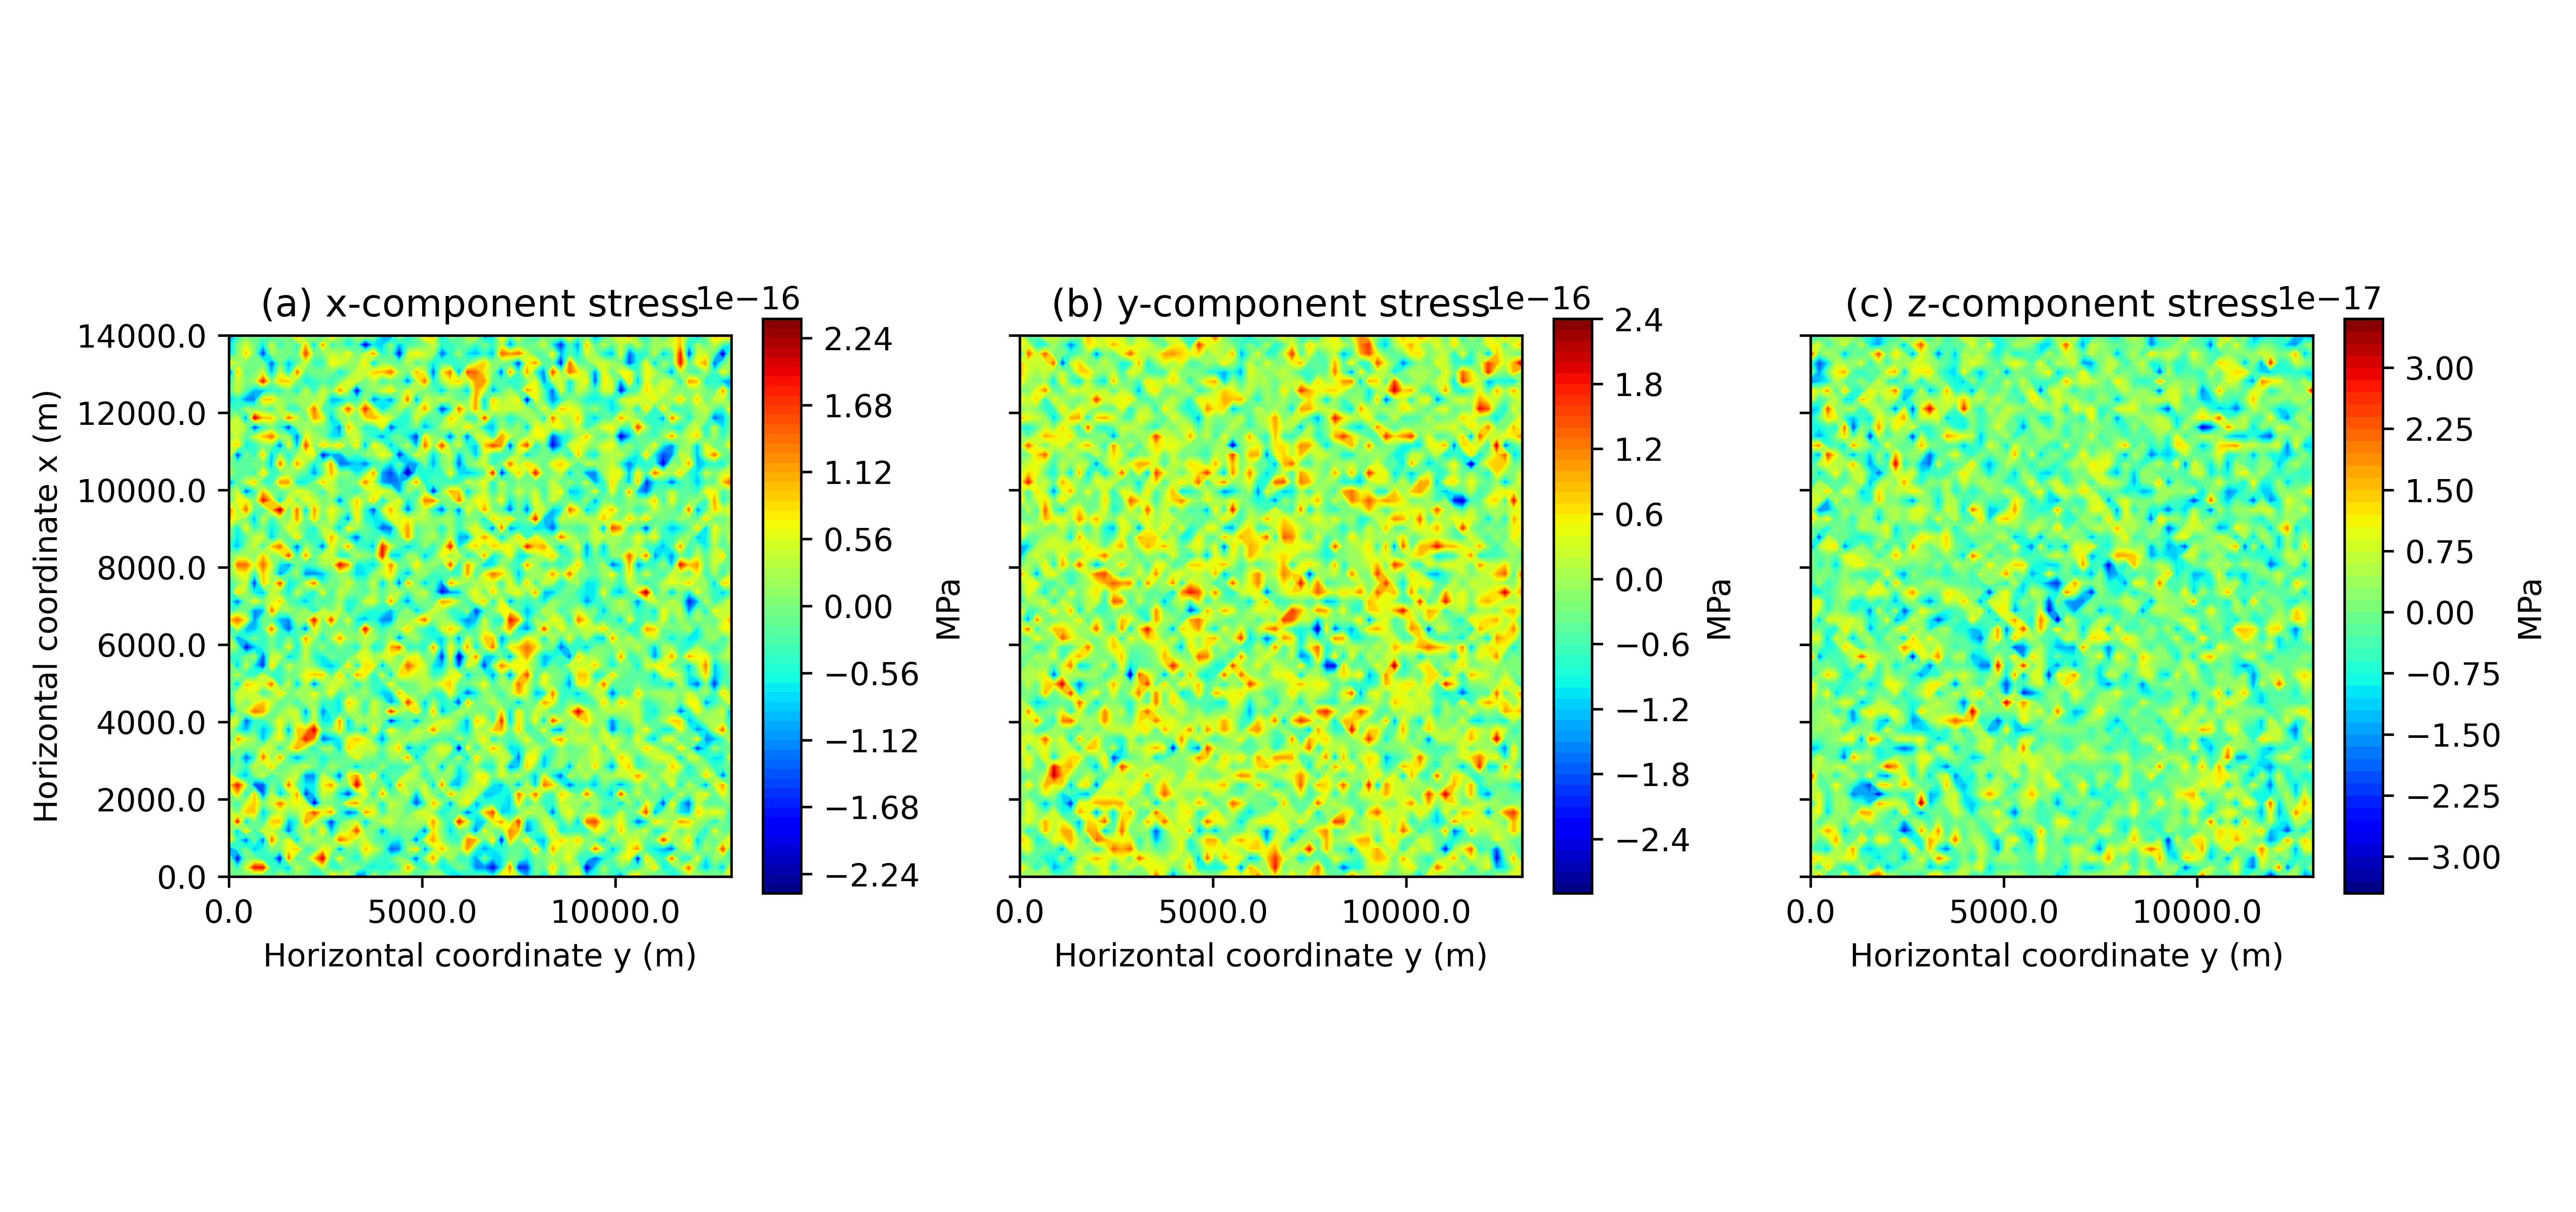 (a) x-component stress
1e−16
14000.0
12000.0
10000.0
8000.0
6000.0
4000.0
2000.0
0.0
Horizontal coordinate x (m)
0.0 5000.0 10000.0
Horizontal coordinate y (m)
2.24
1.68
1.12
0.56
0.00
−0.56
−1.12
−1.68
−2.24
MPa
(b) y-component stress
1e−16
0.0 5000.0 10000.0
Horizontal coordinate y (m)
2.4
1.8
1.2
0.6
0.0
−0.6
−1.2
−1.8
−2.4
MPa
(c) z-component stress
1e−17
0.0 5000.0 10000.0
Horizontal coordinate y (m)
3.00
2.25
1.50
0.75
0.00
−0.75
−1.50
−2.25
−3.00
MPa